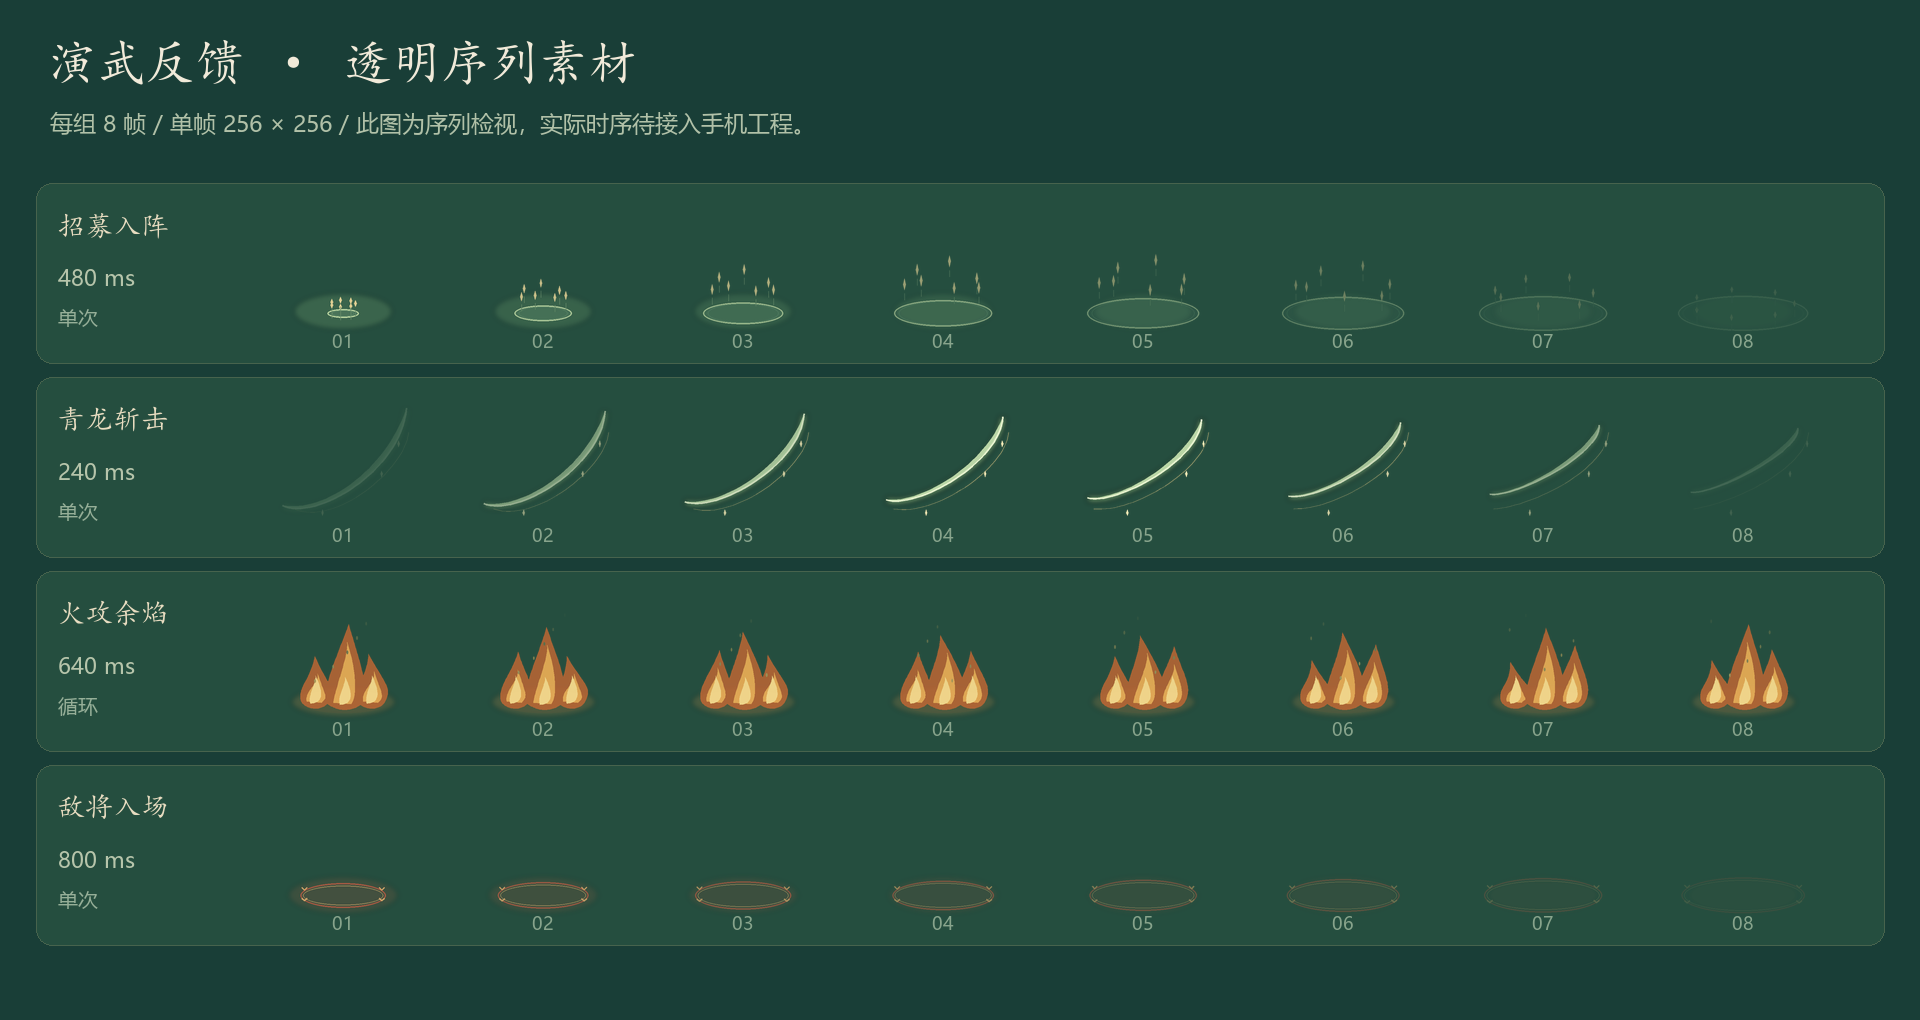 演武反馈 · 透明序列素材
每组 8 帧 / 单帧 256 × 256 / 此图为序列检视，实际时序待接入手机工程。
招募入阵
480 ms
单次
01 02 03 04 05 06 07 08
青龙斩击
240 ms
单次
01 02 03 04 05 06 07 08
火攻余焰
640 ms
循环
01 02 03 04 05 06 07 08
敌将入场
800 ms
单次
01 02 03 04 05 06 07 08